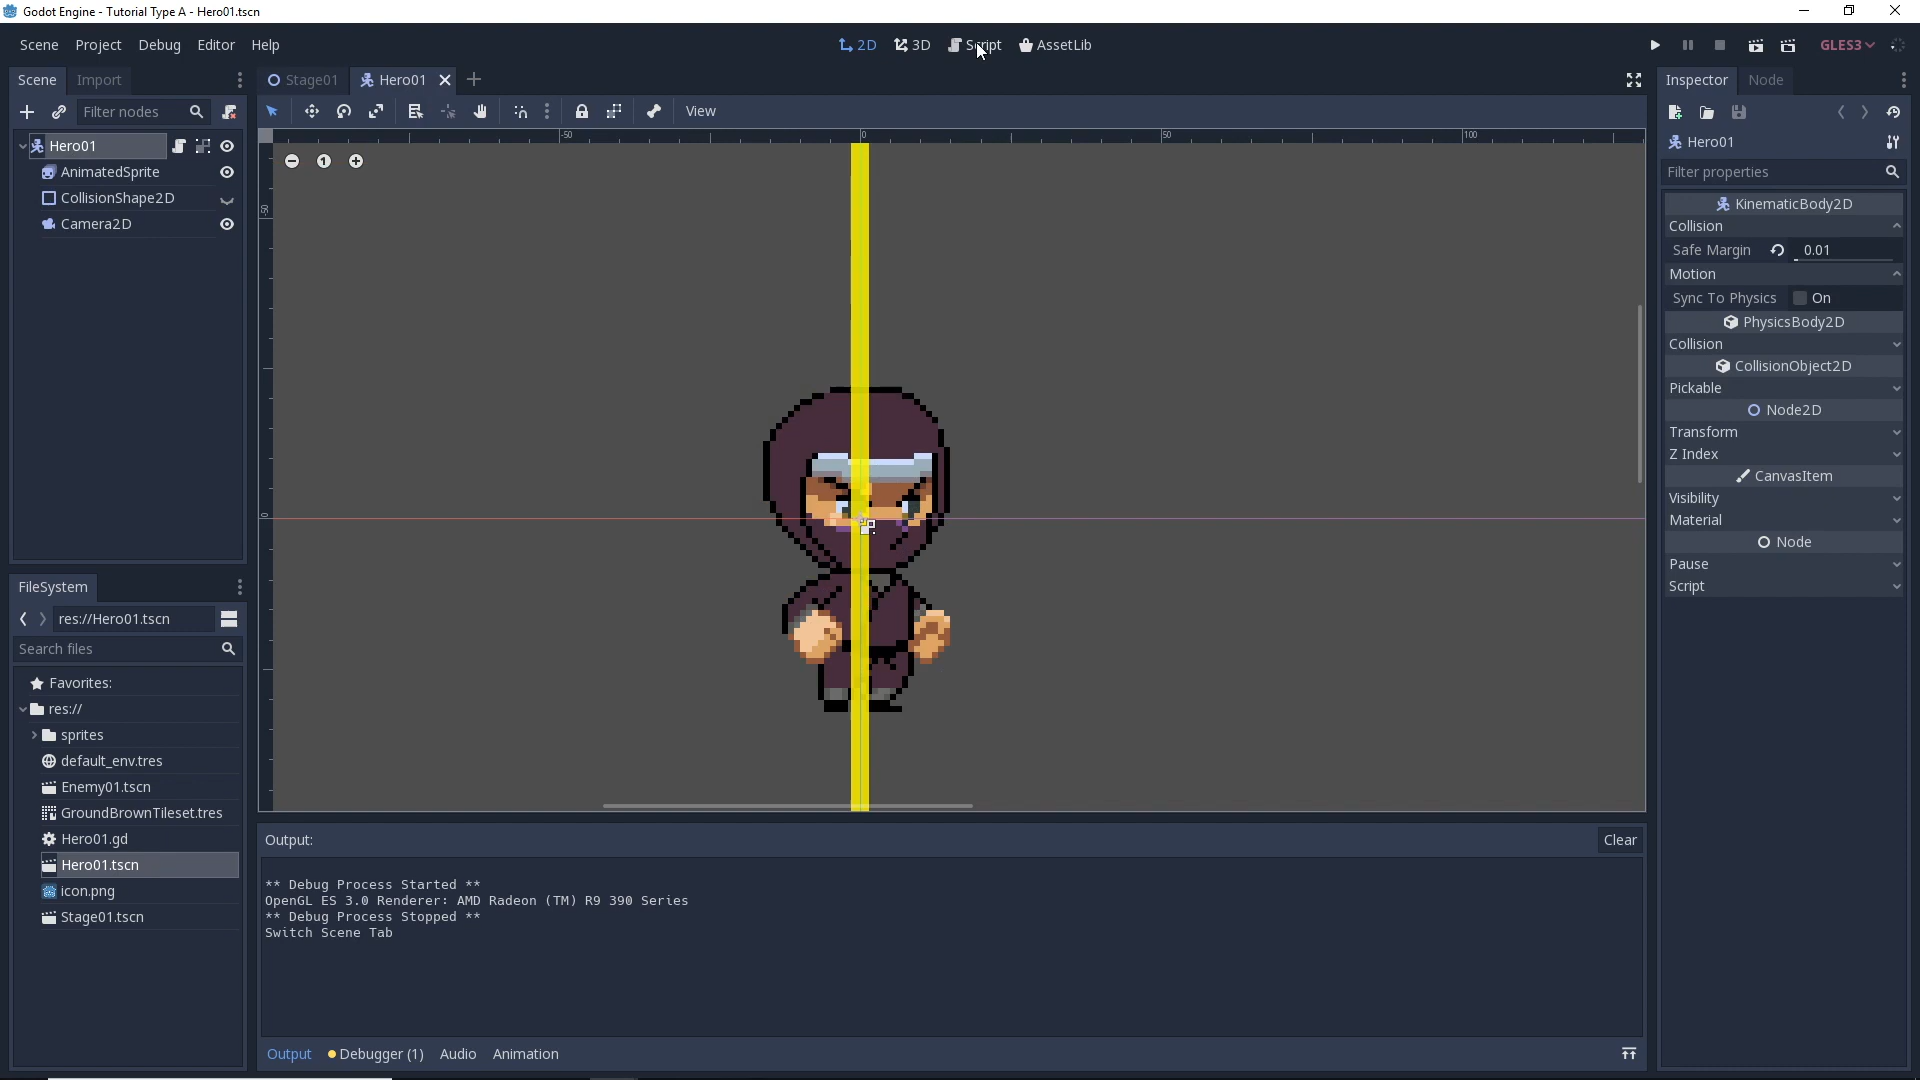 Godot Engine - Tutorial Type A - Hero01.tscn
Scene Project Debug Editor Help
2D 3D Script AssetLib
GLES3
Scene Import
Stage01 Hero01
Inspector Node
Filter nodes
View
Hero01
AnimatedSprite
CollisionShape2D
Camera2D
-50 0 50 100
-50
0
Hero01
Filter properties
KinematicBody2D
Collision
Safe Margin 0.01
Motion
Sync To Physics On
PhysicsBody2D
Collision
CollisionObject2D
Pickable
Node2D
Transform
Z Index
CanvasItem
Visibility
Material
Node
Pause
Script
FileSystem
res://Hero01.tscn
Search files
Favorites:
res://
sprites
default_env.tres
Enemy01.tscn
GroundBrownTileset.tres
Hero01.gd
Hero01.tscn
icon.png
Stage01.tscn
Output:
Clear
** Debug Process Started **
OpenGL ES 3.0 Renderer: AMD Radeon (TM) R9 390 Series
** Debug Process Stopped **
Switch Scene Tab
Output Debugger (1) Audio Animation